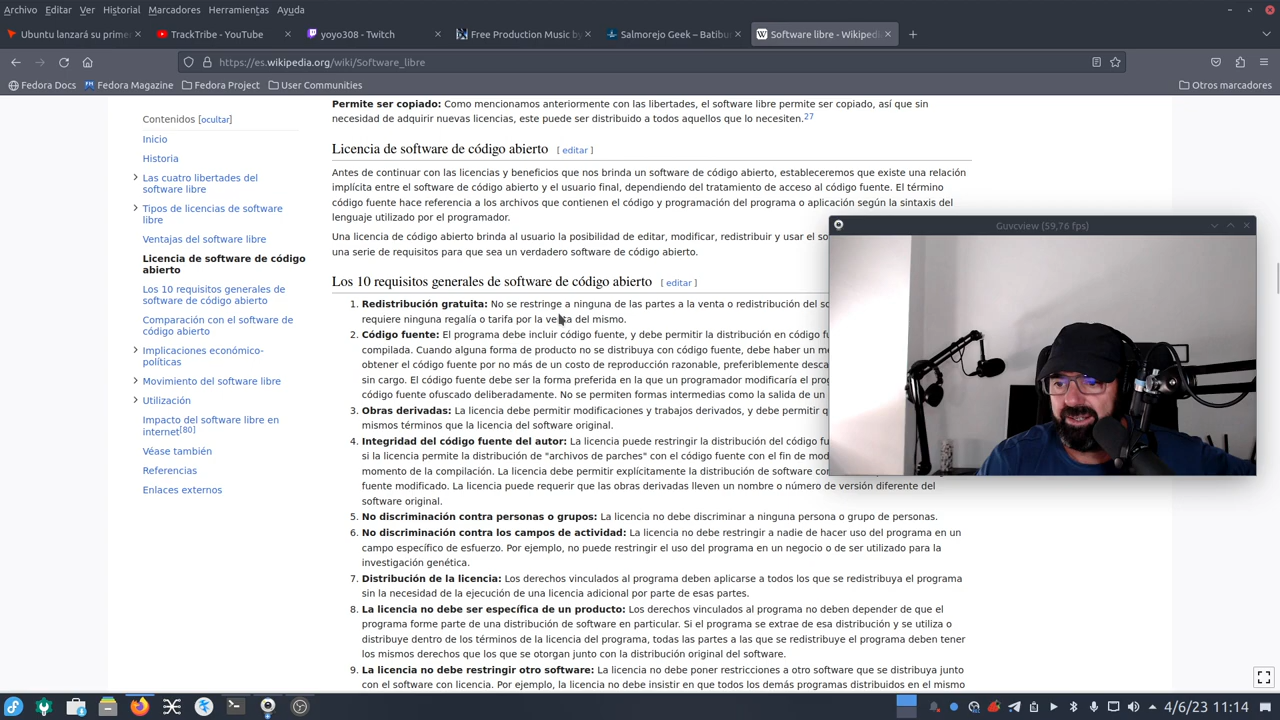 Archivo Editar Ver Historial Marcadores Herramientas Ayuda
Ubuntu lanzará su prime
TrackTribe – YouTube
yoyo308 - Twitch
Free Production Music by
Salmorejo Geek – Batibu
Software libre - Wikipedi
https://es.wikipedia.org/wiki/Software_libre
Fedora Docs Fedora Magazine Fedora Project User Communities Otros marcadores
Contenidos [ocultar]
Inicio
Historia
Las cuatro libertades del
software libre
Tipos de licencias de software
libre
Ventajas del software libre
Licencia de software de código
abierto
Los 10 requisitos generales de
software de código abierto
Comparación con el software de
código abierto
Implicaciones económico-
políticas
Movimiento del software libre
Utilización
Impacto del software libre en
internet[80]
Véase también
Referencias
Enlaces externos
Permite ser copiado: Como mencionamos anteriormente con las libertades, el software libre permite ser copiado, así que sin
necesidad de adquirir nuevas licencias, este puede ser distribuido a todos aquellos que lo necesiten.27
Licencia de software de código abierto [ editar ]
Antes de continuar con las licencias y beneficios que nos brinda un software de código abierto, estableceremos que existe una relación
implícita entre el software de código abierto y el usuario final, dependiendo del tratamiento de acceso al código fuente. El término
código fuente hace referencia a los archivos que contienen el código y programación del programa o aplicación según la sintaxis del
lenguaje utilizado por el programador.
Una licencia de código abierto brinda al usuario la posibilidad de editar, modificar, redistribuir y usar el so
una serie de requisitos para que sea un verdadero software de código abierto.
Los 10 requisitos generales de software de código abierto [ editar ]
1. Redistribución gratuita: No se restringe a ninguna de las partes a la venta o redistribución del so
requiere ninguna regalía o tarifa por la venta del mismo.
2. Código fuente: El programa debe incluir código fuente, y debe permitir la distribución en código fu
compilada. Cuando alguna forma de producto no se distribuya con código fuente, debe haber un me
obtener el código fuente por no más de un costo de reproducción razonable, preferiblemente desca
sin cargo. El código fuente debe ser la forma preferida en la que un programador modificaría el prog
código fuente ofuscado deliberadamente. No se permiten formas intermedias como la salida de un
3. Obras derivadas: La licencia debe permitir modificaciones y trabajos derivados, y debe permitir q
mismos términos que la licencia del software original.
4. Integridad del código fuente del autor: La licencia puede restringir la distribución del código fu
si la licencia permite la distribución de "archivos de parches" con el código fuente con el fin de mod
momento de la compilación. La licencia debe permitir explícitamente la distribución de software con
fuente modificado. La licencia puede requerir que las obras derivadas lleven un nombre o número de versión diferente del
software original.
5. No discriminación contra personas o grupos: La licencia no debe discriminar a ninguna persona o grupo de personas.
6. No discriminación contra los campos de actividad: La licencia no debe restringir a nadie de hacer uso del programa en un
campo específico de esfuerzo. Por ejemplo, no puede restringir el uso del programa en un negocio o de ser utilizado para la
investigación genética.
7. Distribución de la licencia: Los derechos vinculados al programa deben aplicarse a todos los que se redistribuya el programa
sin la necesidad de la ejecución de una licencia adicional por parte de esas partes.
8. La licencia no debe ser específica de un producto: Los derechos vinculados al programa no deben depender de que el
programa forme parte de una distribución de software en particular. Si el programa se extrae de esa distribución y se utiliza o
distribuye dentro de los términos de la licencia del programa, todas las partes a las que se redistribuye el programa deben tener
los mismos derechos que los que se otorgan junto con la distribución original del software.
9. La licencia no debe restringir otro software: La licencia no debe poner restricciones a otro software que se distribuya junto
con el software con licencia. Por ejemplo, la licencia no debe insistir en que todos los demás programas distribuidos en el mismo
Guvcview (59,76 fps)
4/6/23 11:14